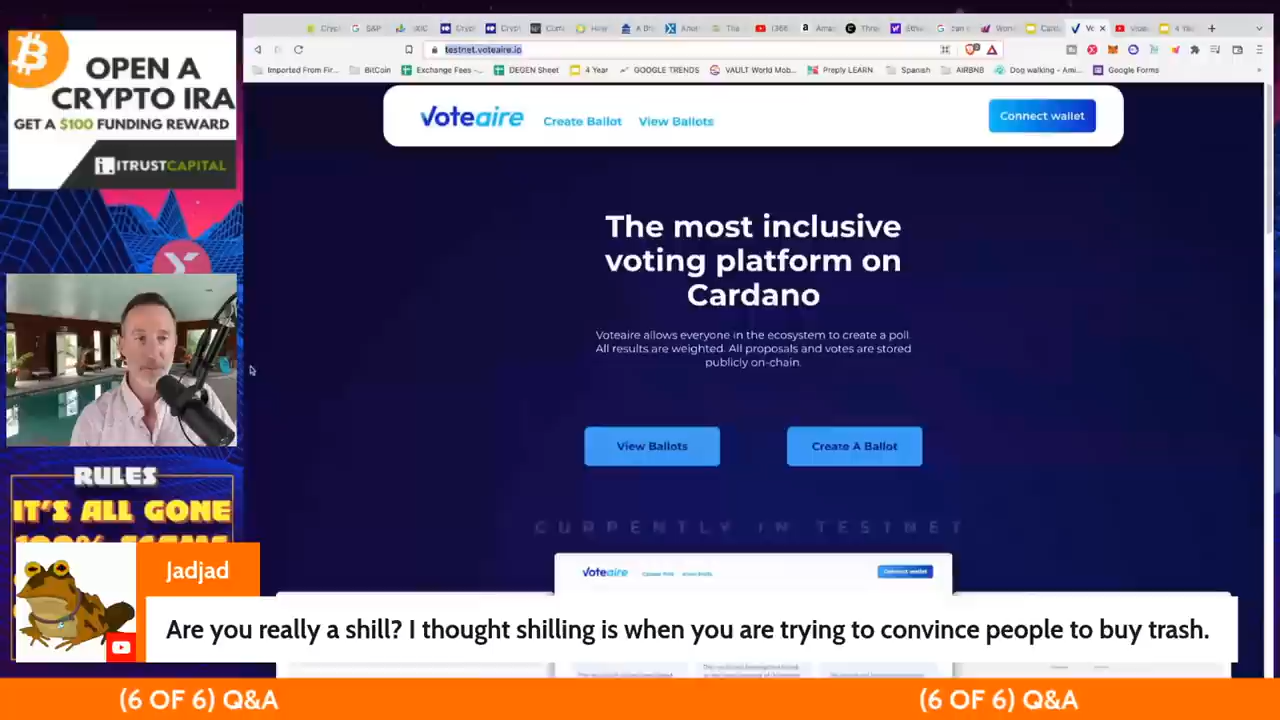 OPEN A
CRYPTO IRA
GET A $100 FUNDING REWARD
ITRUSTCAPITAL
RULES
IT'S ALL GONE
testnet.voteaire.io
Imported From Fir...
BitCoin
Exchange Fees -...
DEGEN Sheet
4 Year
GOOGLE TRENDS
VAULT World Mob...
Preply LEARN
Spanish
AIRBNB
Dog walking - Ami...
Google Forms
Voteaire
Create Ballot
View Ballots
Connect wallet
The most inclusive
voting platform on
Cardano
Voteaire allows everyone in the ecosystem to create a poll.
All results are weighted. All proposals and votes are stored
publicly on-chain.
View Ballots
Create A Ballot
CURRENTLY IN TESTNET
Voteaire
Connect wallet
Jadjad
Are you really a shill? I thought shilling is when you are trying to convince people to buy trash.
(6 OF 6) Q&A
(6 OF 6) Q&A